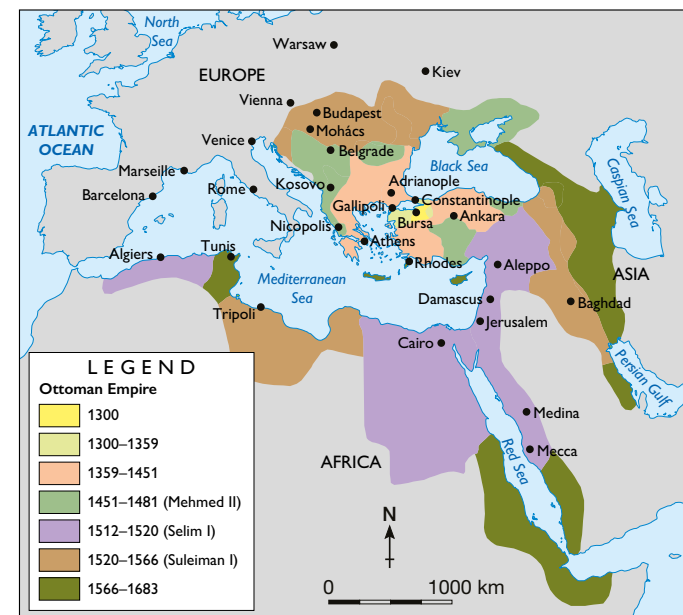 North
Sea
Warsaw
EUROPE
Kiev
Vienna
Budapest
Mohács
ATLANTIC
OCEAN
Venice
Belgrade
Black Sea
Caspian Sea
Marseille
Adrianople
Barcelona
Rome
Kosovo
Constantinople
Gallipoli
Bursa
Ankara
Nicopolis
Algiers
Tunis
Athens
Rhodes
Aleppo
ASIA
Mediterranean
Sea
Damascus
Baghdad
Tripoli
Jerusalem
Cairo
Persian Gulf
Medina
Red Sea
Mecca
AFRICA
N
0 1000 km
LEGEND
Ottoman Empire
1300
1300–1359
1359–1451
1451–1481 (Mehmed II)
1512–1520 (Selim I)
1520–1566 (Suleiman I)
1566–1683